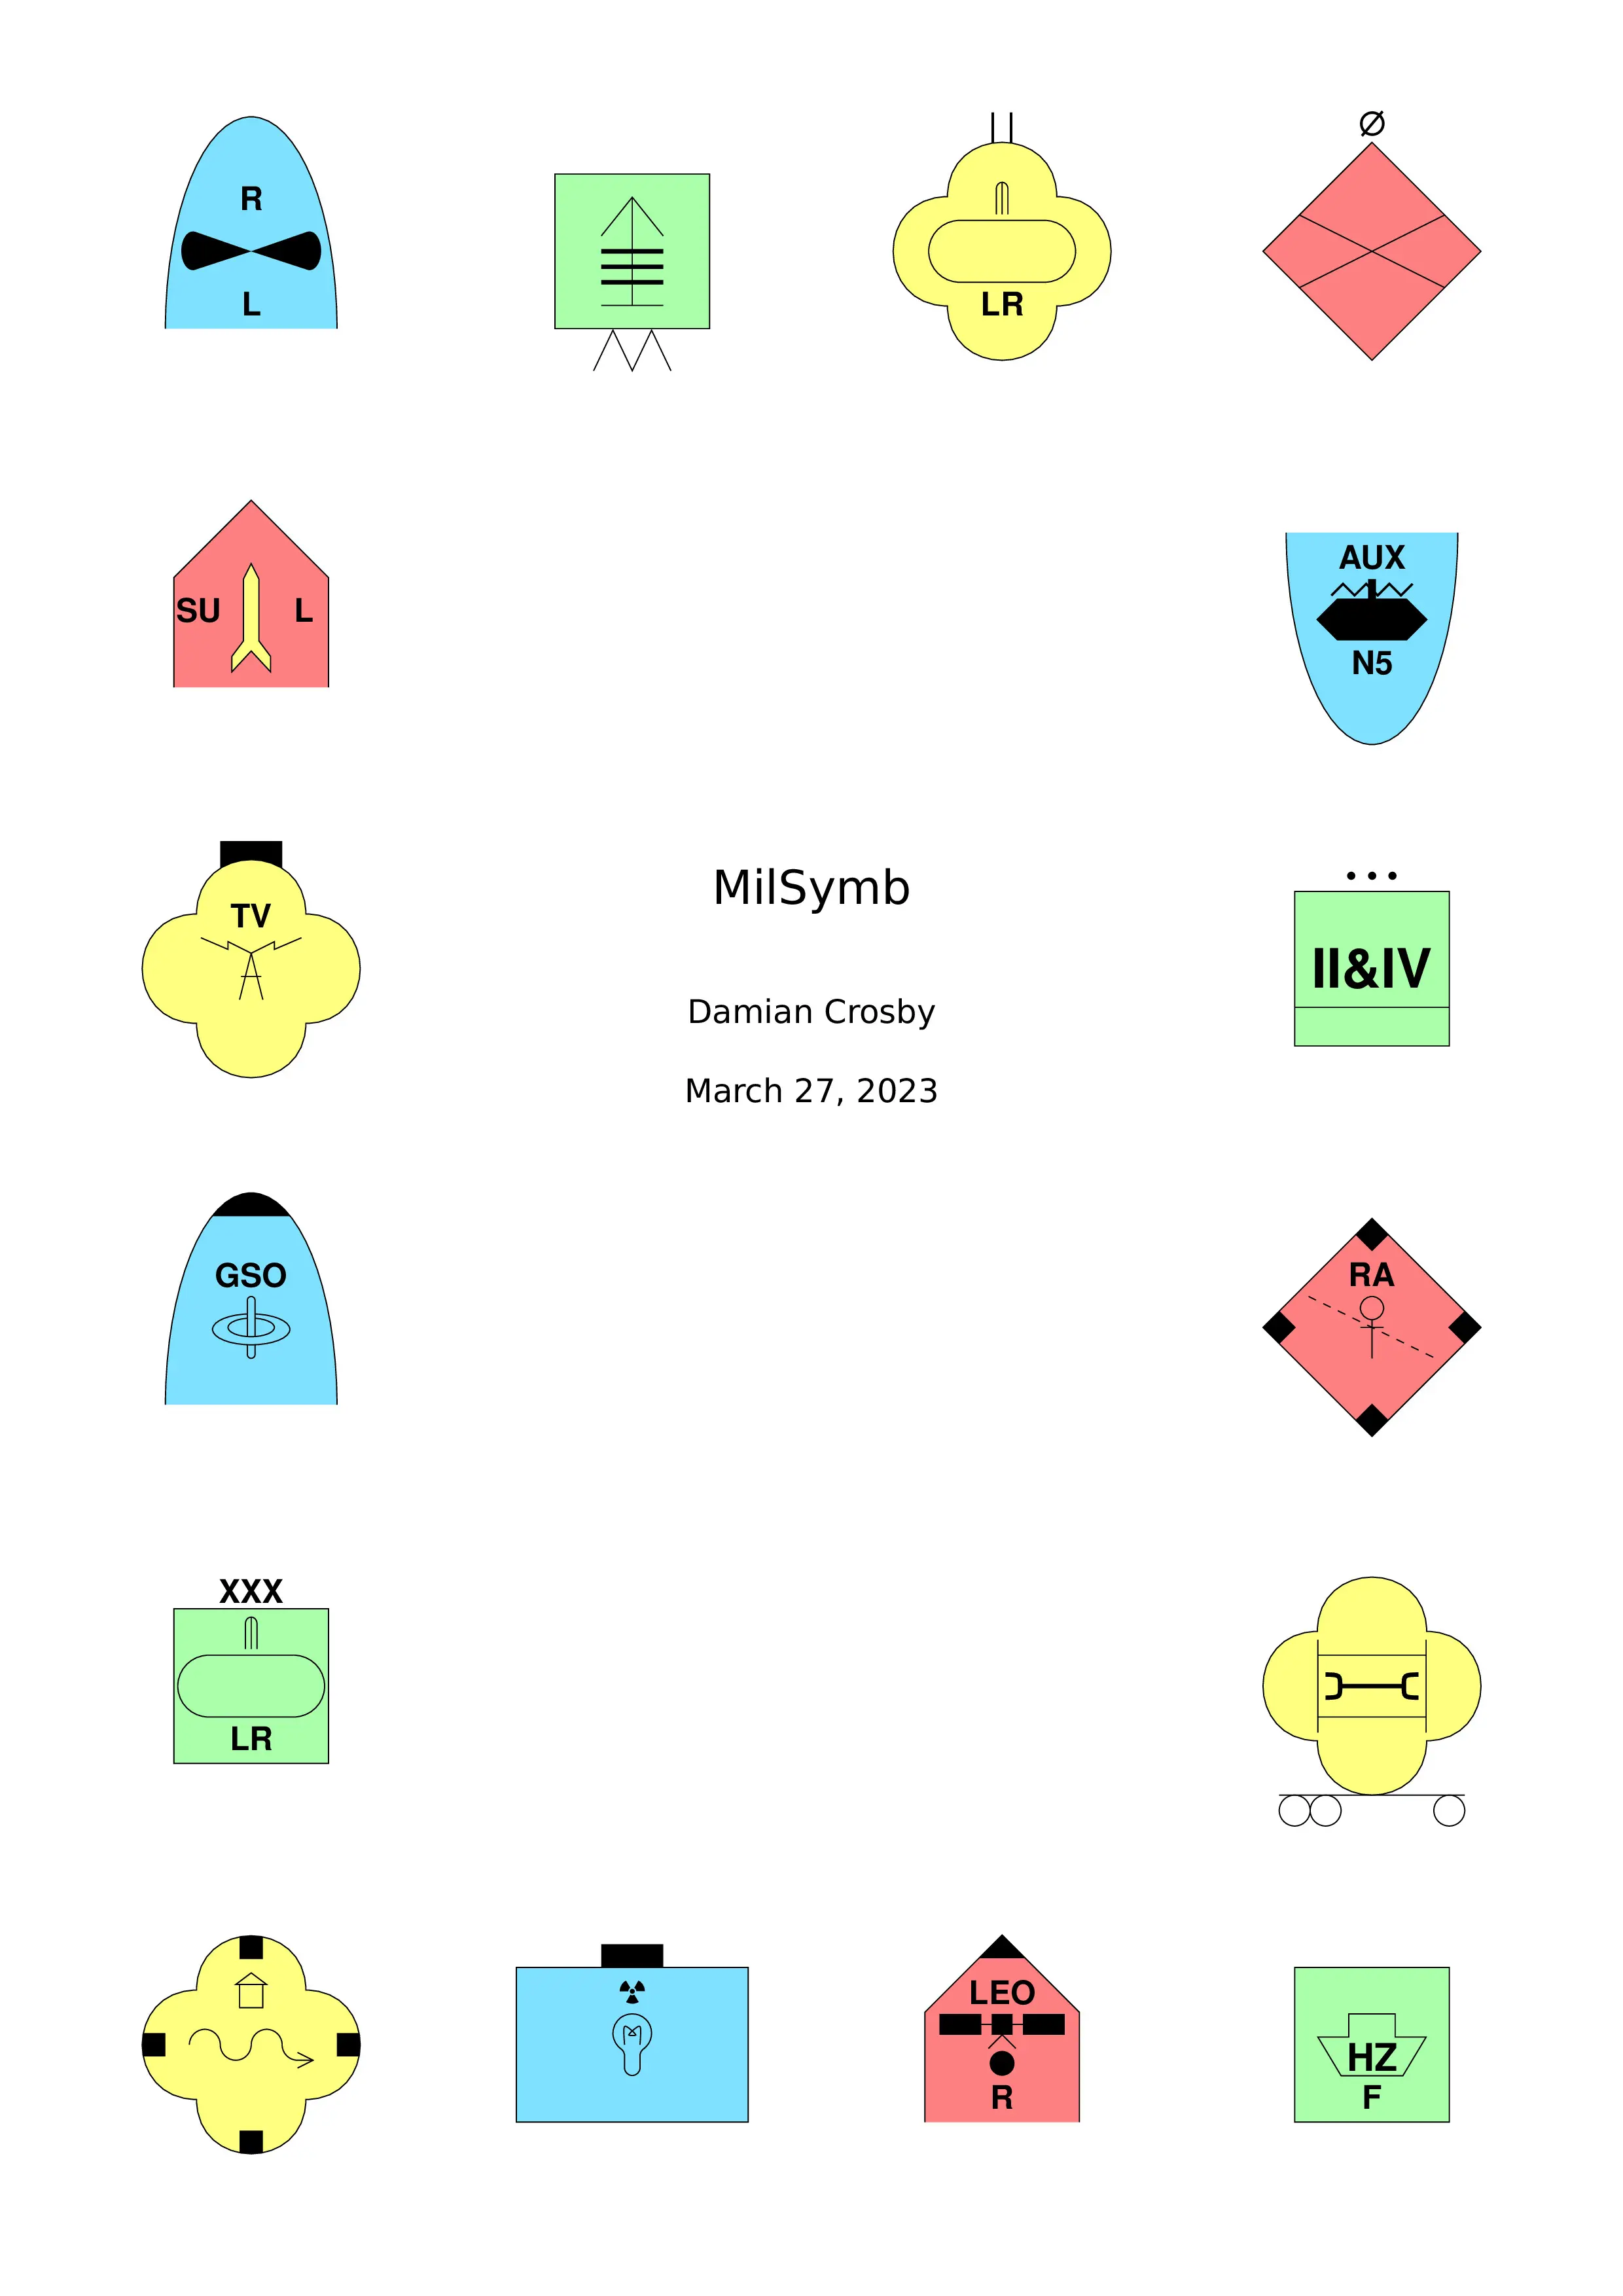 Ø
R
L
LR
SU
L
AUX
N5
TV
MilSymb
II&IV
Damian Crosby
March 27, 2023
GSO
RA
XXX
LR
LEO
R
HZ
F